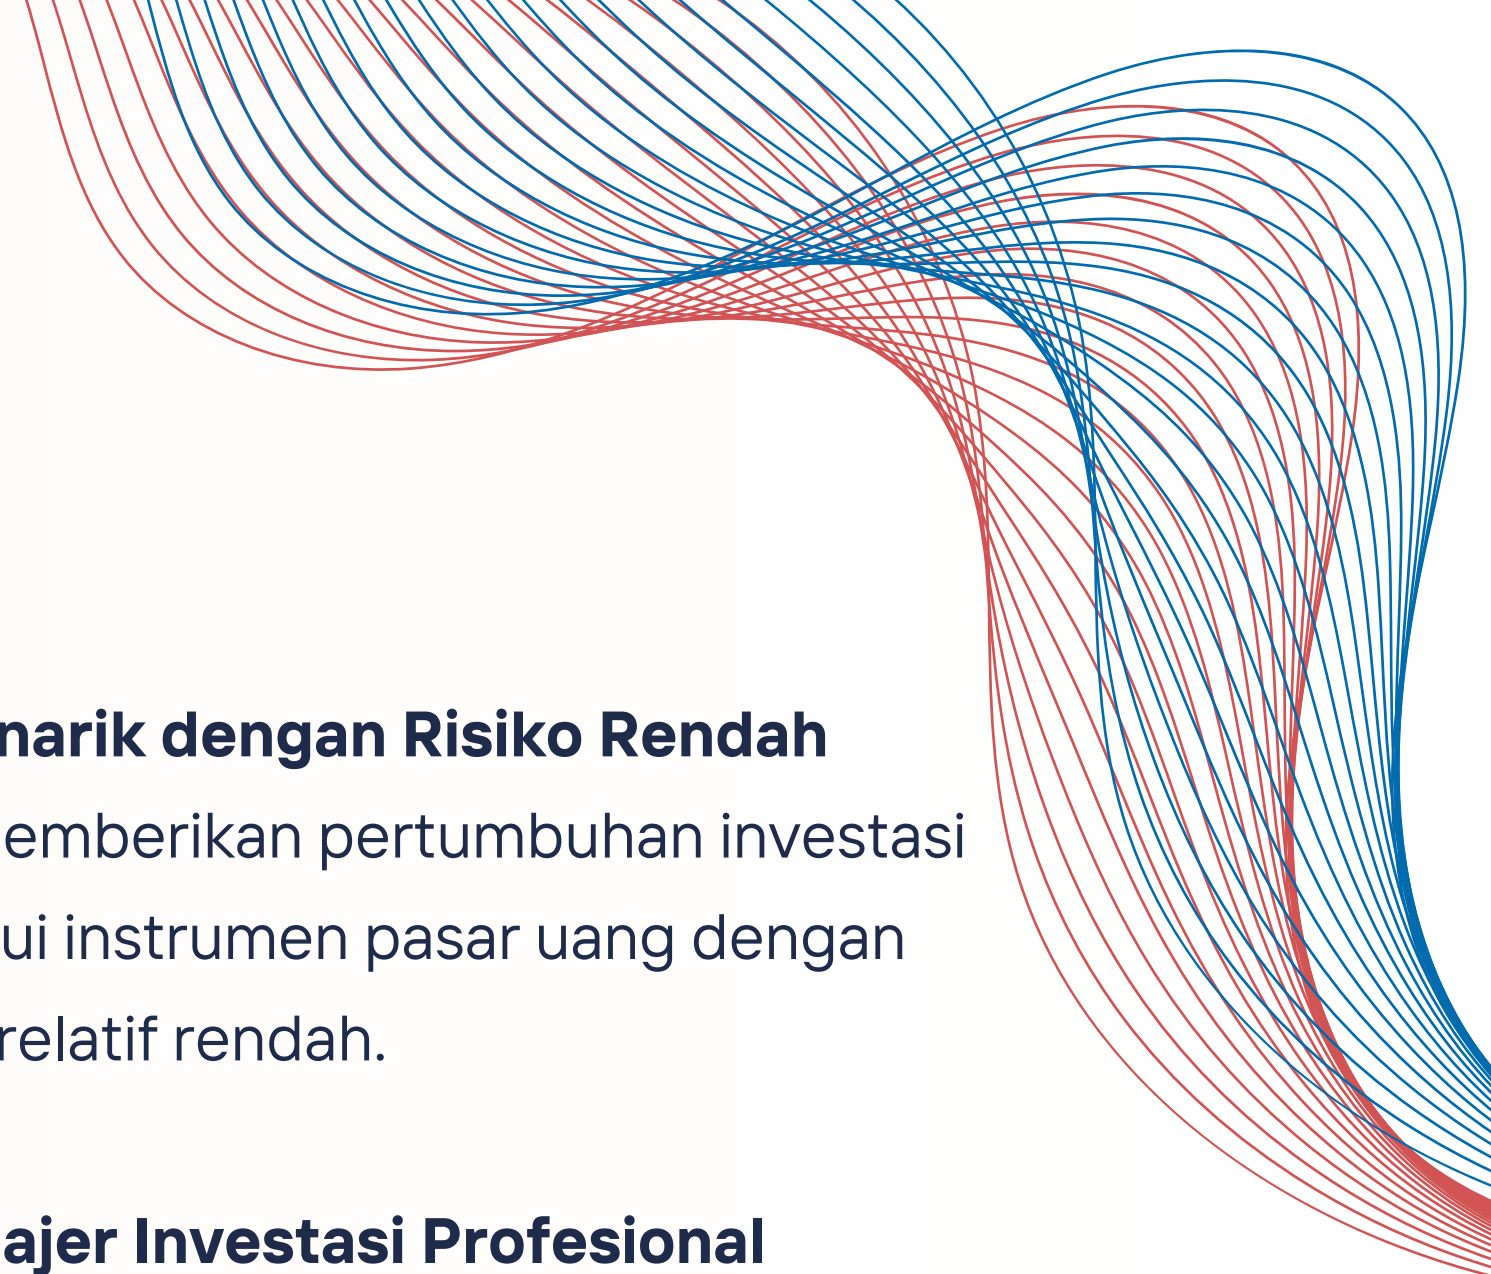 narik dengan Risiko Rendah
emberikan pertumbuhan investasi
ui instrumen pasar uang dengan
relatif rendah.
ajer Investasi Profesional